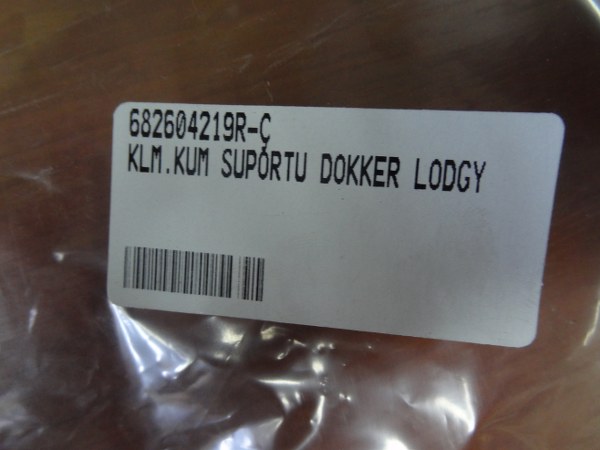 682604219R-Ç
KLM.KUM SUPORTU DOKKER LODGY